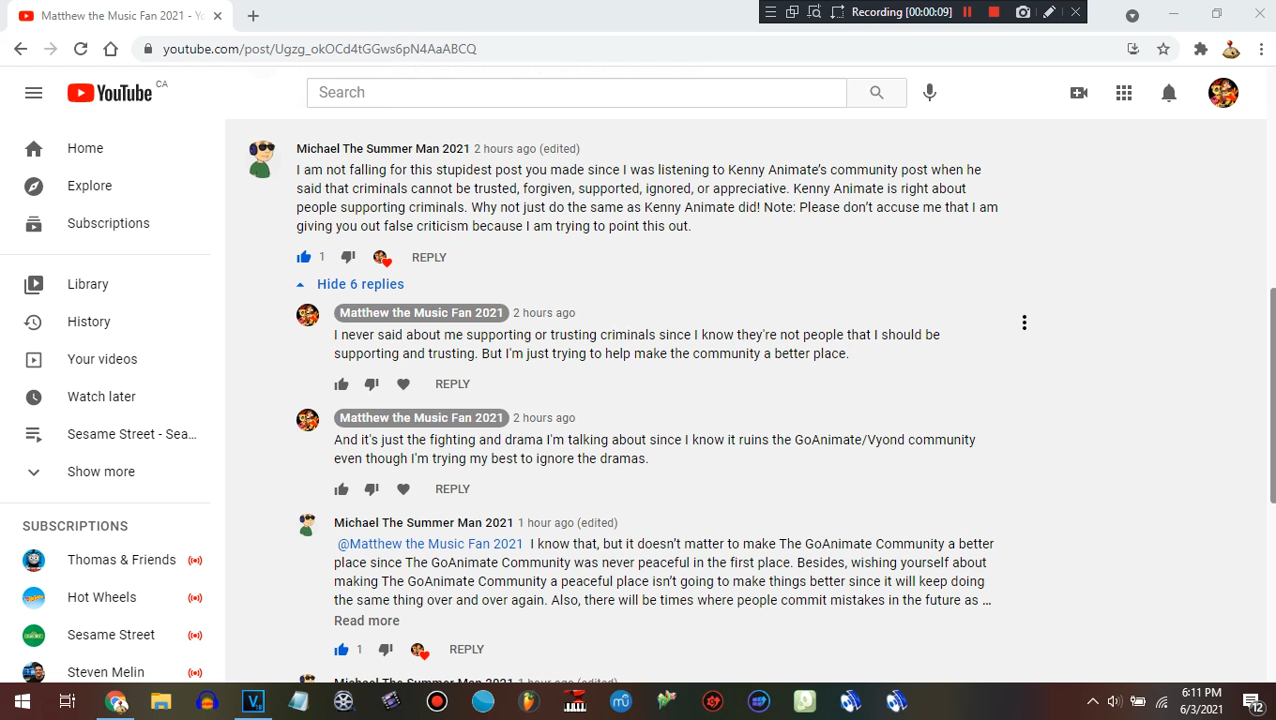 Matthew the Music Fan 2021 - Yo
Recording [00:00:09]
youtube.com/post/Ugzg_okOCd4tGGws6pN4AaABCQ
YouTube CA
Search
Home
Explore
Subscriptions
Library
History
Your videos
Watch later
Sesame Street - Sea...
Show more
SUBSCRIPTIONS
Thomas & Friends
Hot Wheels
Sesame Street
Steven Melin
Michael The Summer Man 2021 2 hours ago (edited)
I am not falling for this stupidest post you made since I was listening to Kenny Animate's community post when he
said that criminals cannot be trusted, forgiven, supported, ignored, or appreciative. Kenny Animate is right about
people supporting criminals. Why not just do the same as Kenny Animate did! Note: Please don't accuse me that I am
giving you out false criticism because I am trying to point this out.
1 REPLY
Hide 6 replies
Matthew the Music Fan 2021 2 hours ago
I never said about me supporting or trusting criminals since I know they're not people that I should be
supporting and trusting. But I'm just trying to help make the community a better place.
REPLY
Matthew the Music Fan 2021 2 hours ago
And it's just the fighting and drama I'm talking about since I know it ruins the GoAnimate/Vyond community
even though I'm trying my best to ignore the dramas.
REPLY
Michael The Summer Man 2021 1 hour ago (edited)
@Matthew the Music Fan 2021 I know that, but it doesn't matter to make The GoAnimate Community a better
place since The GoAnimate Community was never peaceful in the first place. Besides, wishing yourself about
making The GoAnimate Community a peaceful place isn't going to make things better since it will keep doing
the same thing over and over again. Also, there will be times where people commit mistakes in the future as ...
Read more
1 REPLY
Michael The Summer Man 2021 1 hour ago (edited)
6:11 PM
6/3/2021
12